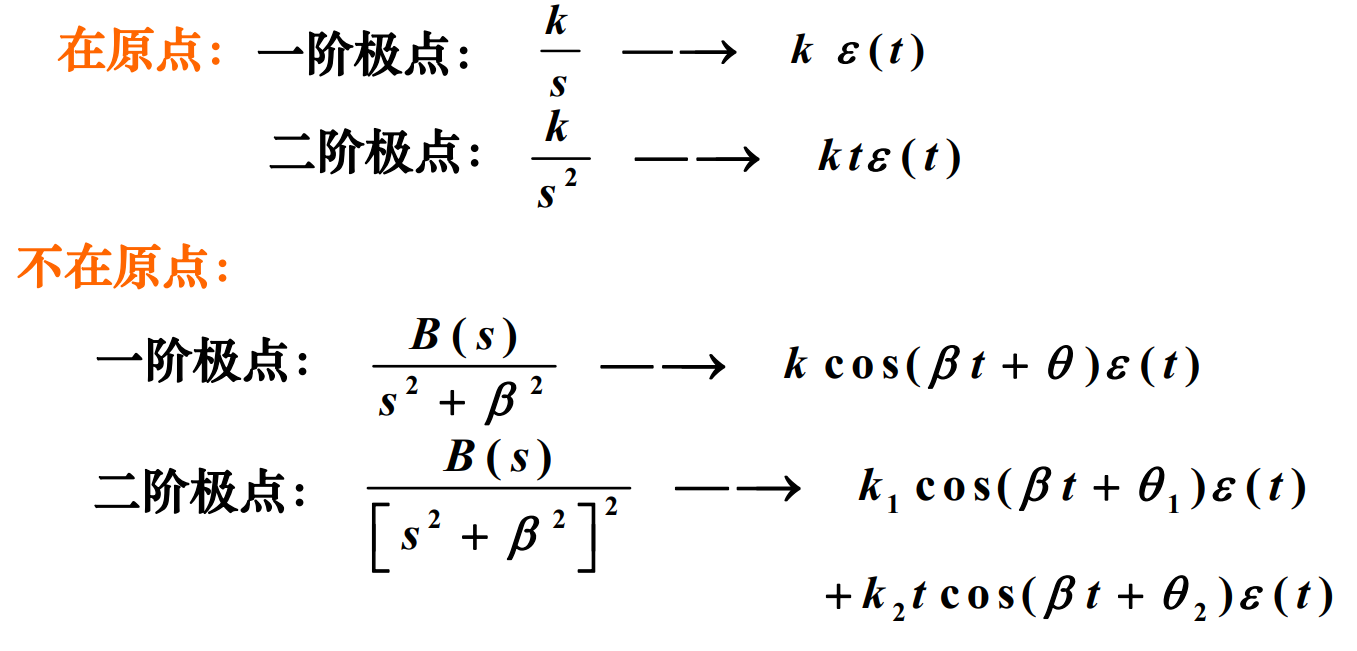 在原点：一阶极点： k/s ——→ k ε(t)
二阶极点： k/s² ——→ ktε(t)
不在原点：
一阶极点： B(s)/(s² + β²) ——→ k cos(βt + θ)ε(t)
二阶极点： B(s)/[s² + β²]² ——→ k₁cos(βt + θ₁)ε(t)
+k₂t cos(βt + θ₂)ε(t)